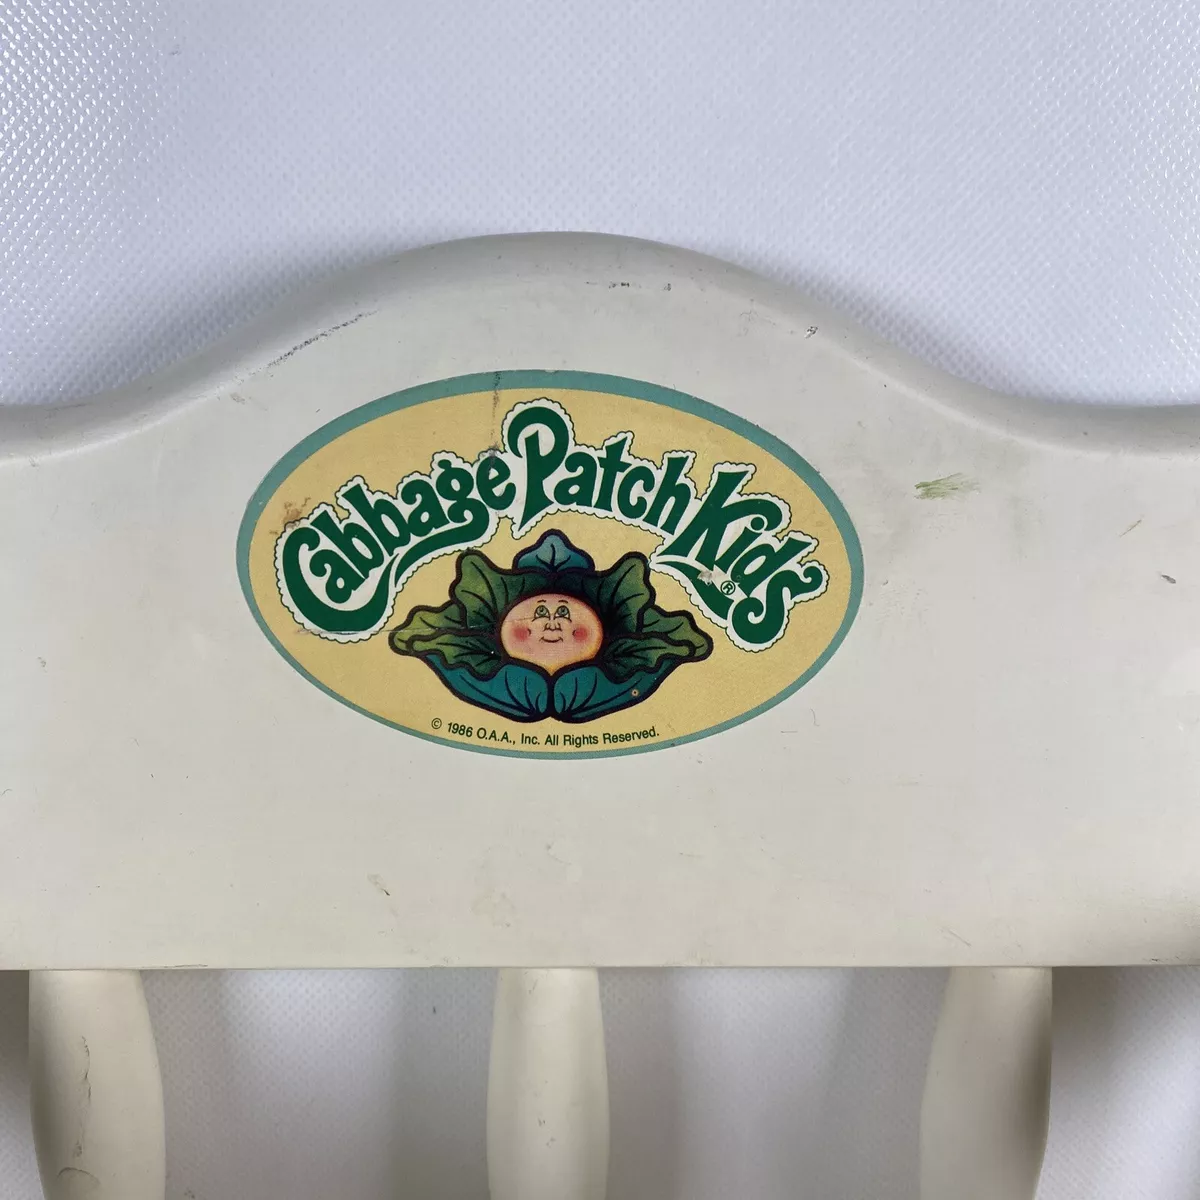 Cabbage Patch Kids®
© 1986 O.A.A., Inc. All Rights Reserved.